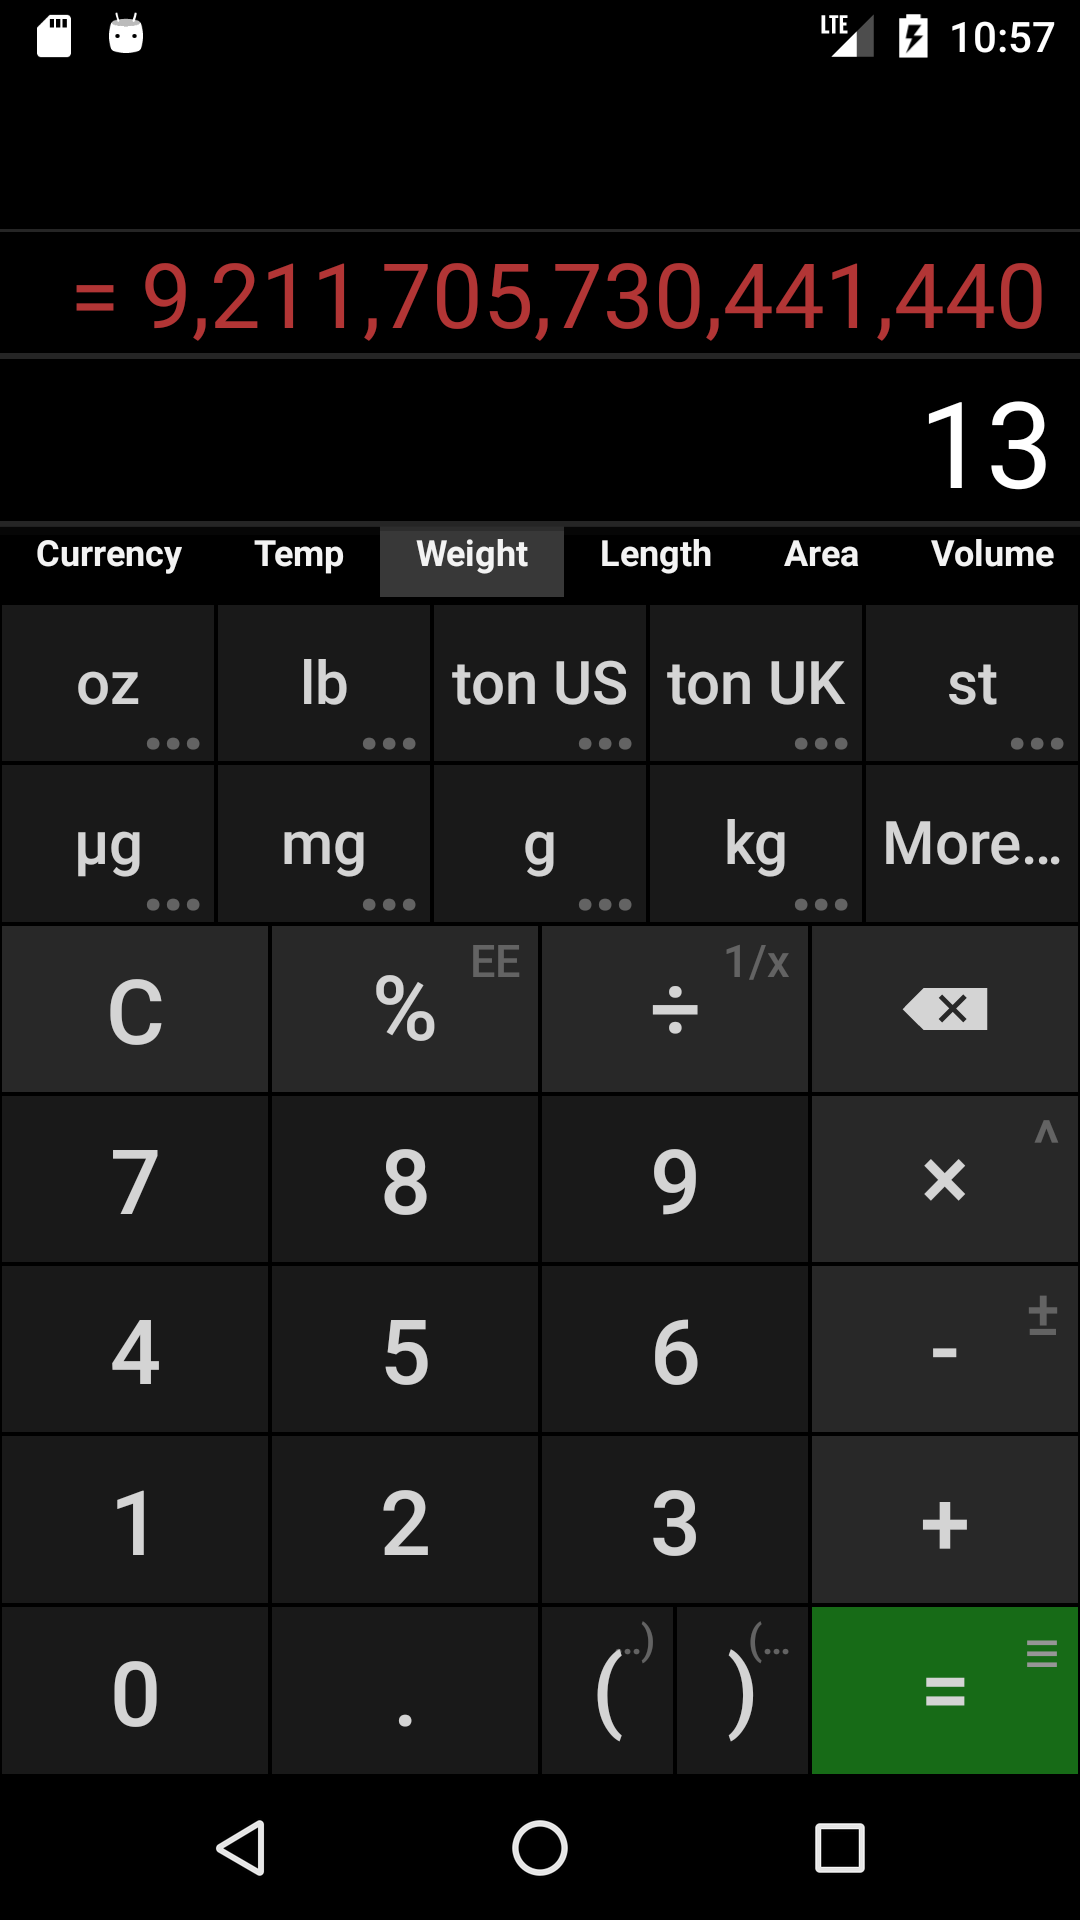 LTE 10:57
= 9,211,705,730,441,440
13
Currency Temp Weight Length Area Volume
oz lb ton US ton UK st
µg mg g kg More...
C % EE ÷ 1/x
7 8 9 × ^
4 5 6 - ±
1 2 3 +
0 . ( ..) ) (... =